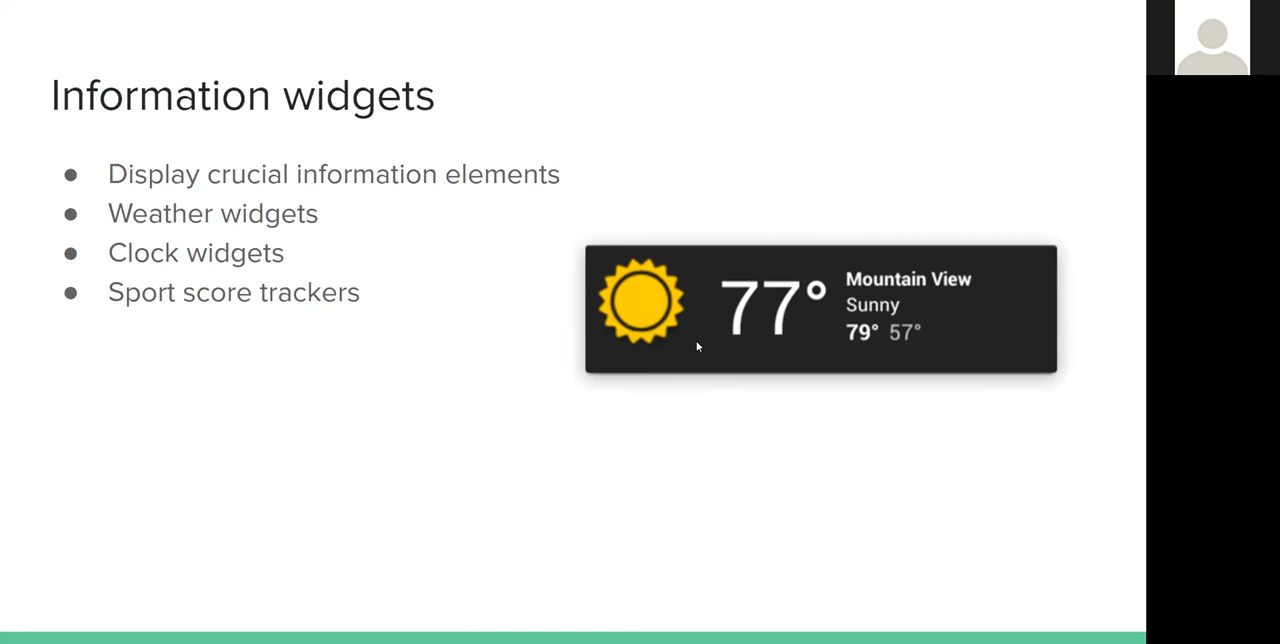 Information widgets
● Display crucial information elements
● Weather widgets
● Clock widgets
● Sport score trackers
77°
Mountain View
Sunny
79° 57°